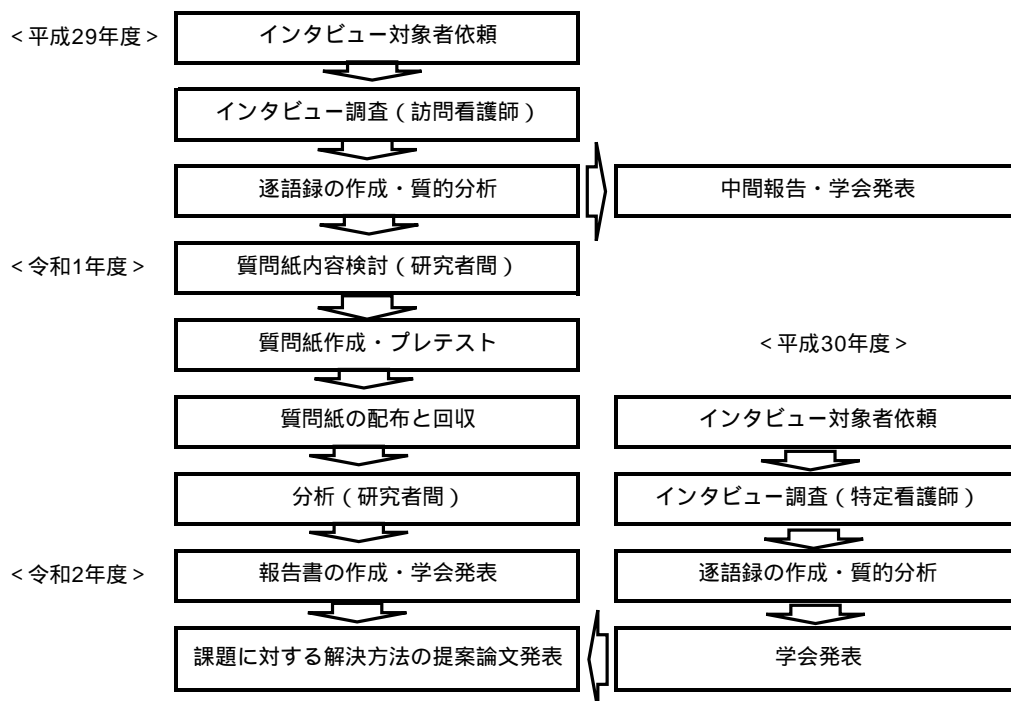 <平成29年度>
インタビュー対象者依頼
インタビュー調査(訪問看護師)
逐語録の作成・質的分析
中間報告・学会発表
<令和1年度>
質問紙内容検討(研究者間)
質問紙作成・プレテスト
<平成30年度>
質問紙の配布と回収
インタビュー対象者依頼
分析(研究者間)
インタビュー調査(特定看護師)
<令和2年度>
報告書の作成・学会発表
逐語録の作成・質的分析
課題に対する解決方法の提案論文発表
学会発表